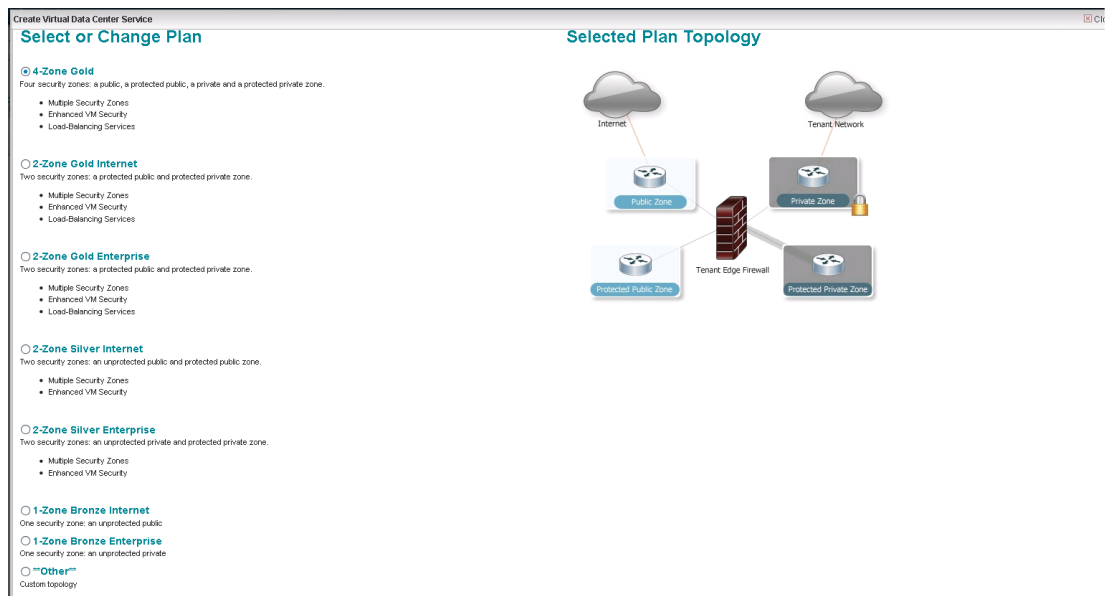 Create Virtual Data Center Service
Clo
Select or Change Plan
4-Zone Gold
Four security zones: a public, a protected public, a private and a protected private zone.
Multiple Security Zones
Enhanced VM Security
Load-Balancing Services
2-Zone Gold Internet
Two security zones: a protected public and protected private zone.
Multiple Security Zones
Enhanced VM Security
Load-Balancing Services
2-Zone Gold Enterprise
Two security zones: a protected public and protected private zone.
Multiple Security Zones
Enhanced VM Security
Load-Balancing Services
2-Zone Silver Internet
Two security zones: an unprotected public and protected public zone.
Multiple Security Zones
Enhanced VM Security
2-Zone Silver Enterprise
Two security zones: an unprotected private and protected private zone.
Multiple Security Zones
Enhanced VM Security
1-Zone Bronze Internet
One security zone: an unprotected public
1-Zone Bronze Enterprise
One security zone: an unprotected private
**Other**
Custom topology
Selected Plan Topology
Internet
Tenant Network
Public Zone
Private Zone
Tenant Edge Firewall
Protected Public Zone
Protected Private Zone